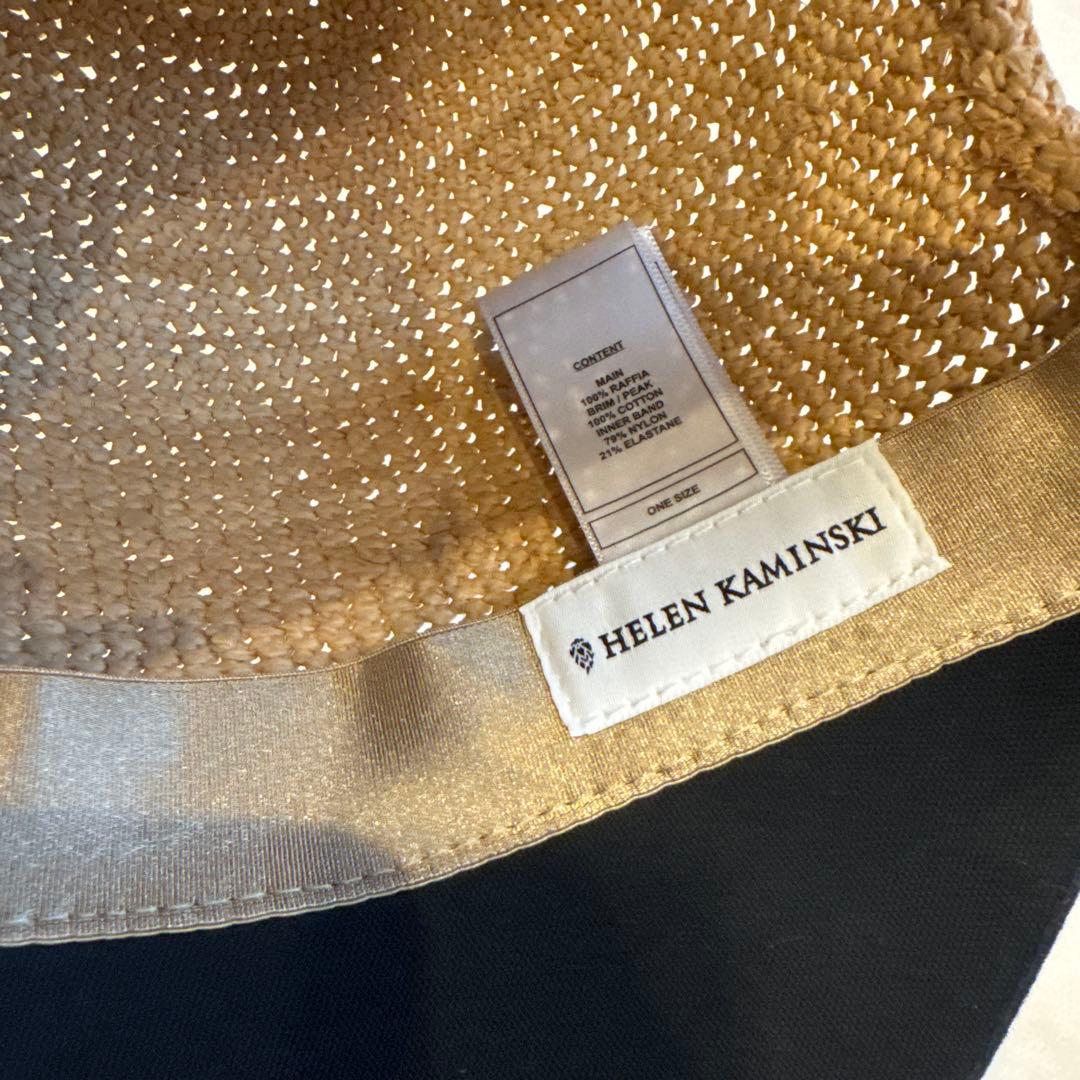 CONTENT
MAIN
100% RAFFIA
BRIM / PEAK
100% COTTON
INNER BAND
79% NYLON
21% ELASTANE
ONE SIZE
HELEN KAMINSKI